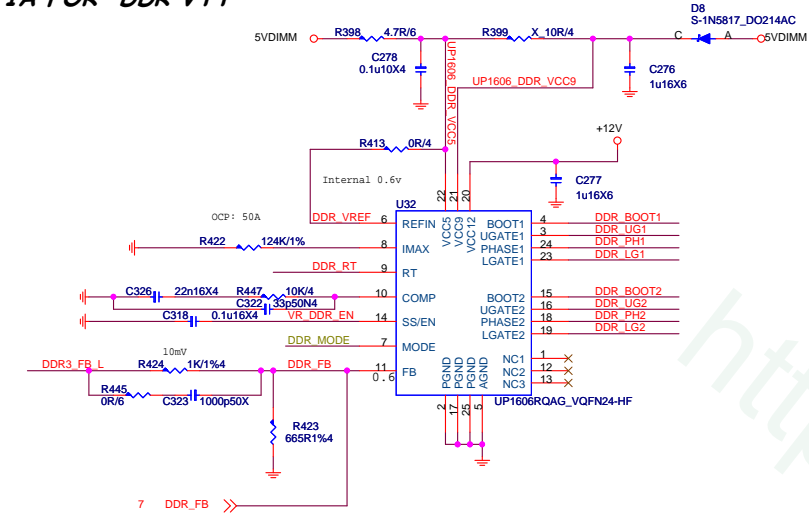 IA FOR DDR VTT
D8
S-1N5817_DO214AC
5VDIMM R398 4.7R/6 R399 X_10R/4 C A 5VDIMM
C278
0.1u10X4
UP1606_DDR_VCC5
UP1606_DDR_VCC9
C276
1u16X6
+12V
R413 0R/4
Internal 0.6v
C277
1u16X6
22 21 20
U32
OCP: 50A
DDR_VREF 6 REFIN VCC5 VCC9 VCC12 BOOT1 4 DDR_BOOT1
UGATE1 3 DDR_UG1
R422 124K/1% 8 IMAX PHASE1 24 DDR_PH1
LGATE1 23 DDR_LG1
DDR_RT 9 RT
C326 22n16X4 R447 10K/4 10 COMP BOOT2 15 DDR_BOOT2
C322 33p50N4 UGATE2 16 DDR_UG2
C318 0.1u16X4 VR_DDR_EN 14 SS/EN PHASE2 18 DDR_PH2
LGATE2 19 DDR_LG2
DDR_MODE 7 MODE
10mV
NC1 1
DDR3_FB_L R424 1K/1%4 DDR_FB 11 FB NC2 12
0.6 PGND PGND PGND AGND NC3 13
R445
0R/6 C323 1000p50X
2 17 25 5
UP1606RQAG_VQFN24-HF
R423
665R1%4
7 DDR_FB
http